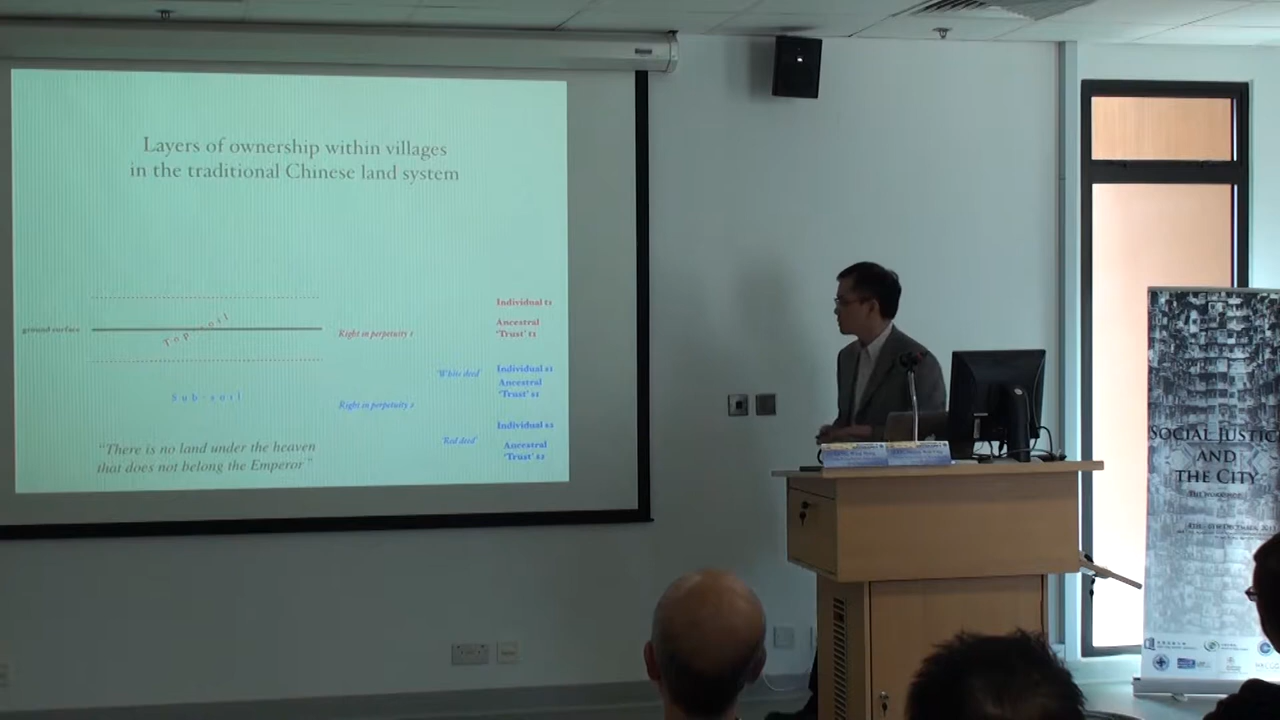 Layers of ownership within villages
in the traditional Chinese land system
ground surface
Top-soil
Sub-soil
Right in perpetuity 1
Right in perpetuity 2
Individual t1
Ancestral
'Trust' t1
'White deed'
Individual s1
Ancestral
'Trust' s1
'Red deed'
Individual s2
Ancestral
'Trust' s2
"There is no land under the heaven
that does not belong the Emperor"
SOCIAL JUSTIC
AND
THE CITY